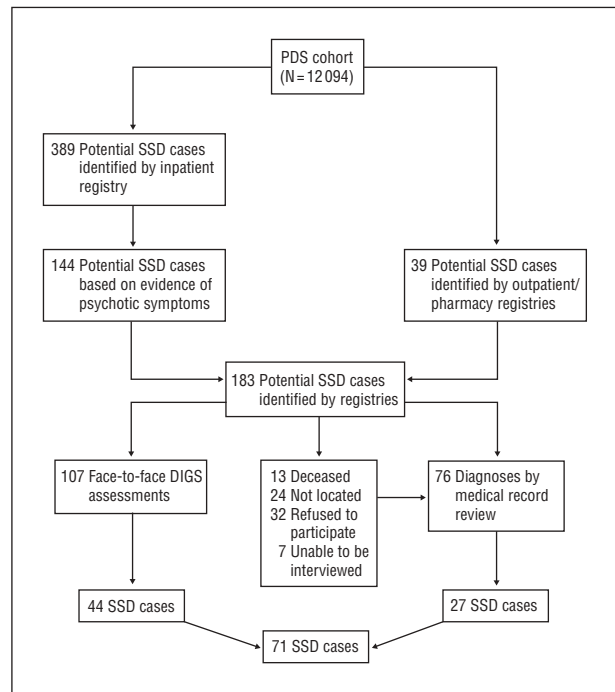 PDS cohort
(N = 12 094)
389 Potential SSD cases
identified by inpatient
registry
144 Potential SSD cases
based on evidence of
psychotic symptoms
39 Potential SSD cases
identified by outpatient/
pharmacy registries
183 Potential SSD cases
identified by registries
107 Face-to-face DIGS
assessments
13 Deceased
24 Not located
32 Refused to
participate
7 Unable to be
interviewed
76 Diagnoses by
medical record
review
44 SSD cases
27 SSD cases
71 SSD cases